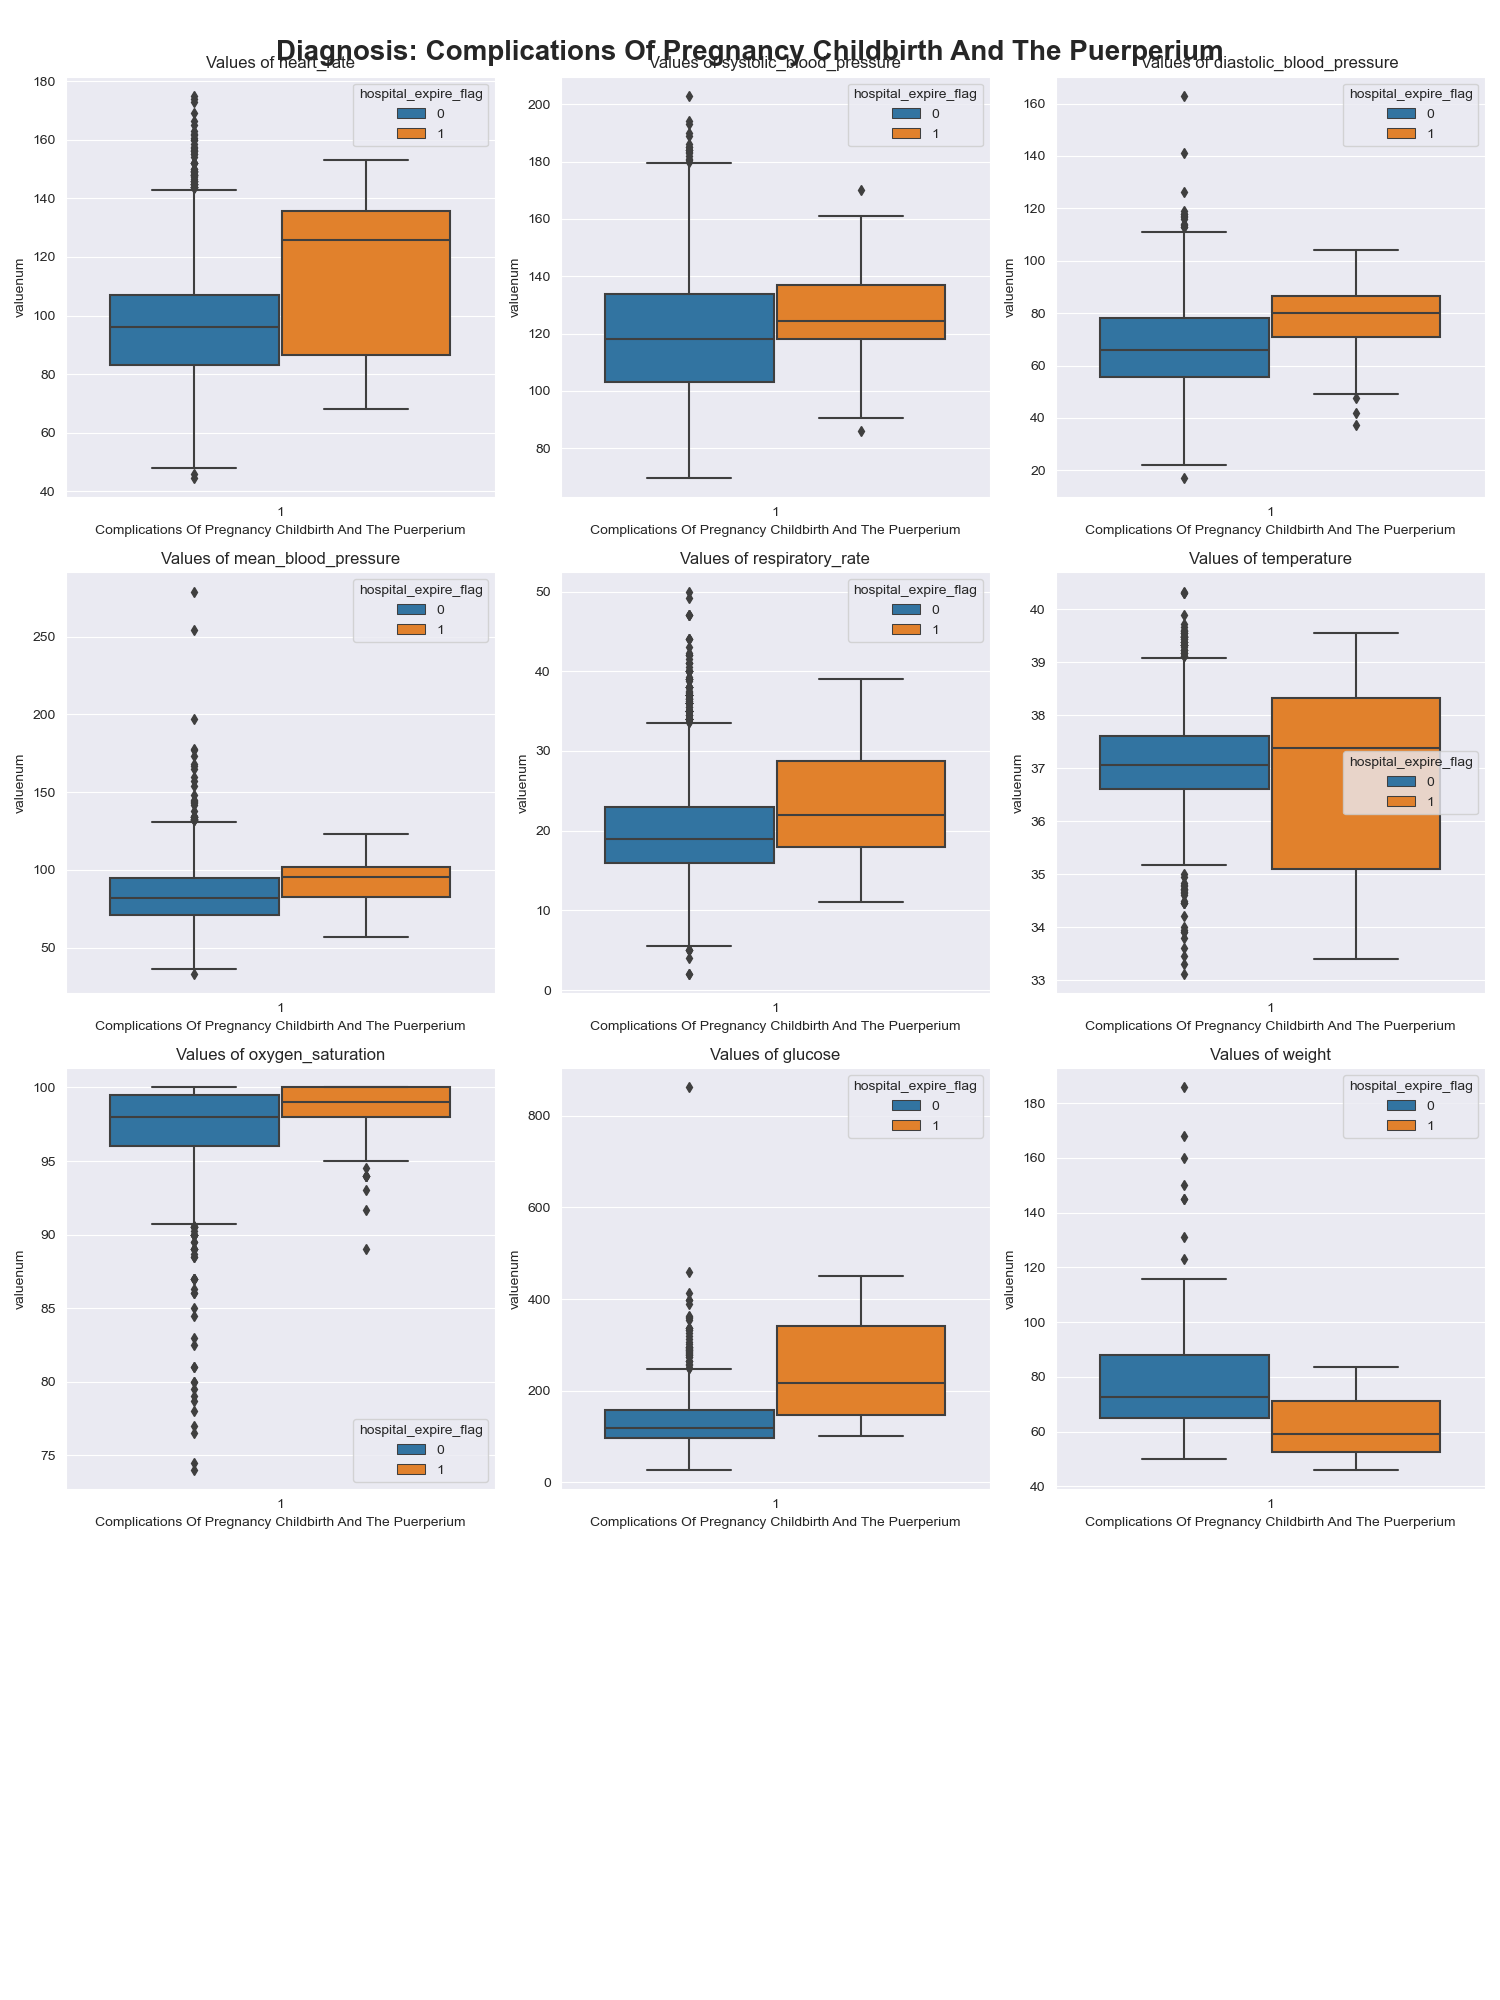 Diagnosis: Complications Of Pregnancy Childbirth And The Puerperium
Values of heart_rate
180
160
140
120
100
80
60
40
valuenum
hospital_expire_flag
0
1
1
Complications Of Pregnancy Childbirth And The Puerperium
Values of systolic_blood_pressure
200
180
160
140
120
100
80
valuenum
hospital_expire_flag
0
1
1
Complications Of Pregnancy Childbirth And The Puerperium
Values of diastolic_blood_pressure
160
140
120
100
80
60
40
20
valuenum
hospital_expire_flag
0
1
1
Complications Of Pregnancy Childbirth And The Puerperium
Values of mean_blood_pressure
250
200
150
100
50
valuenum
hospital_expire_flag
0
1
1
Complications Of Pregnancy Childbirth And The Puerperium
Values of respiratory_rate
50
40
30
20
10
0
valuenum
hospital_expire_flag
0
1
1
Complications Of Pregnancy Childbirth And The Puerperium
Values of temperature
40
39
38
37
36
35
34
33
valuenum
hospital_expire_flag
0
1
1
Complications Of Pregnancy Childbirth And The Puerperium
Values of oxygen_saturation
100
95
90
85
80
75
valuenum
hospital_expire_flag
0
1
1
Complications Of Pregnancy Childbirth And The Puerperium
Values of glucose
800
600
400
200
0
valuenum
hospital_expire_flag
0
1
1
Complications Of Pregnancy Childbirth And The Puerperium
Values of weight
180
160
140
120
100
80
60
40
valuenum
hospital_expire_flag
0
1
1
Complications Of Pregnancy Childbirth And The Puerperium